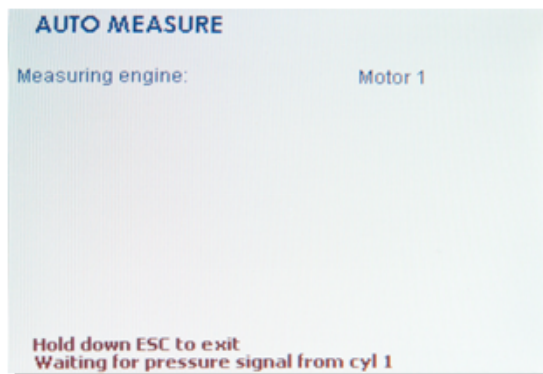 AUTO MEASURE
Measuring engine: Motor 1
Hold down ESC to exit
Waiting for pressure signal from cyl 1